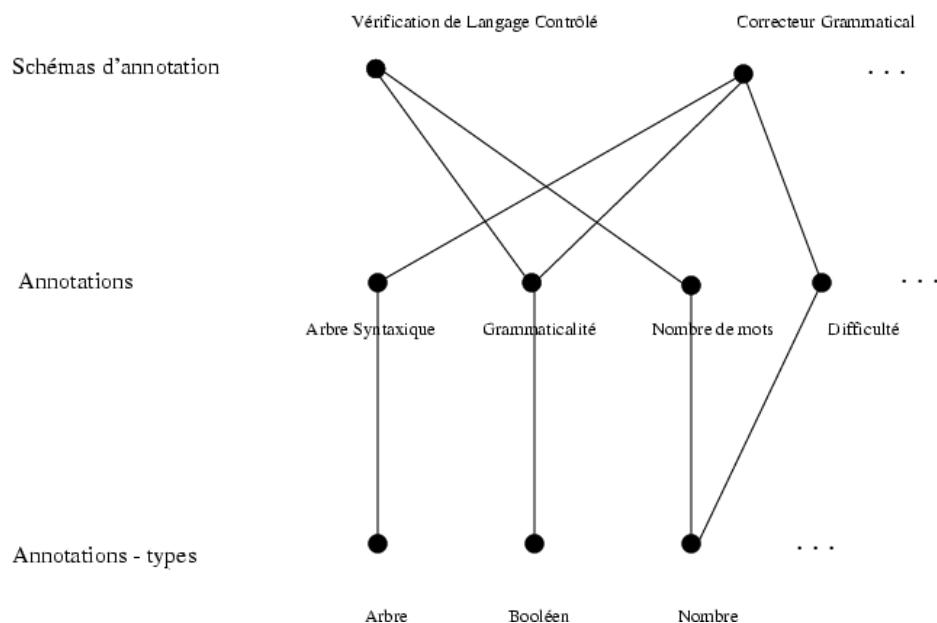 Vérification de Langage Contrôlé Correcteur Grammatical
Schémas d'annotation . . .
Annotations . . .
Arbre Syntaxique Grammaticalité Nombre de mots Difficulté
Annotations - types . . .
Arbre Booléen Nombre